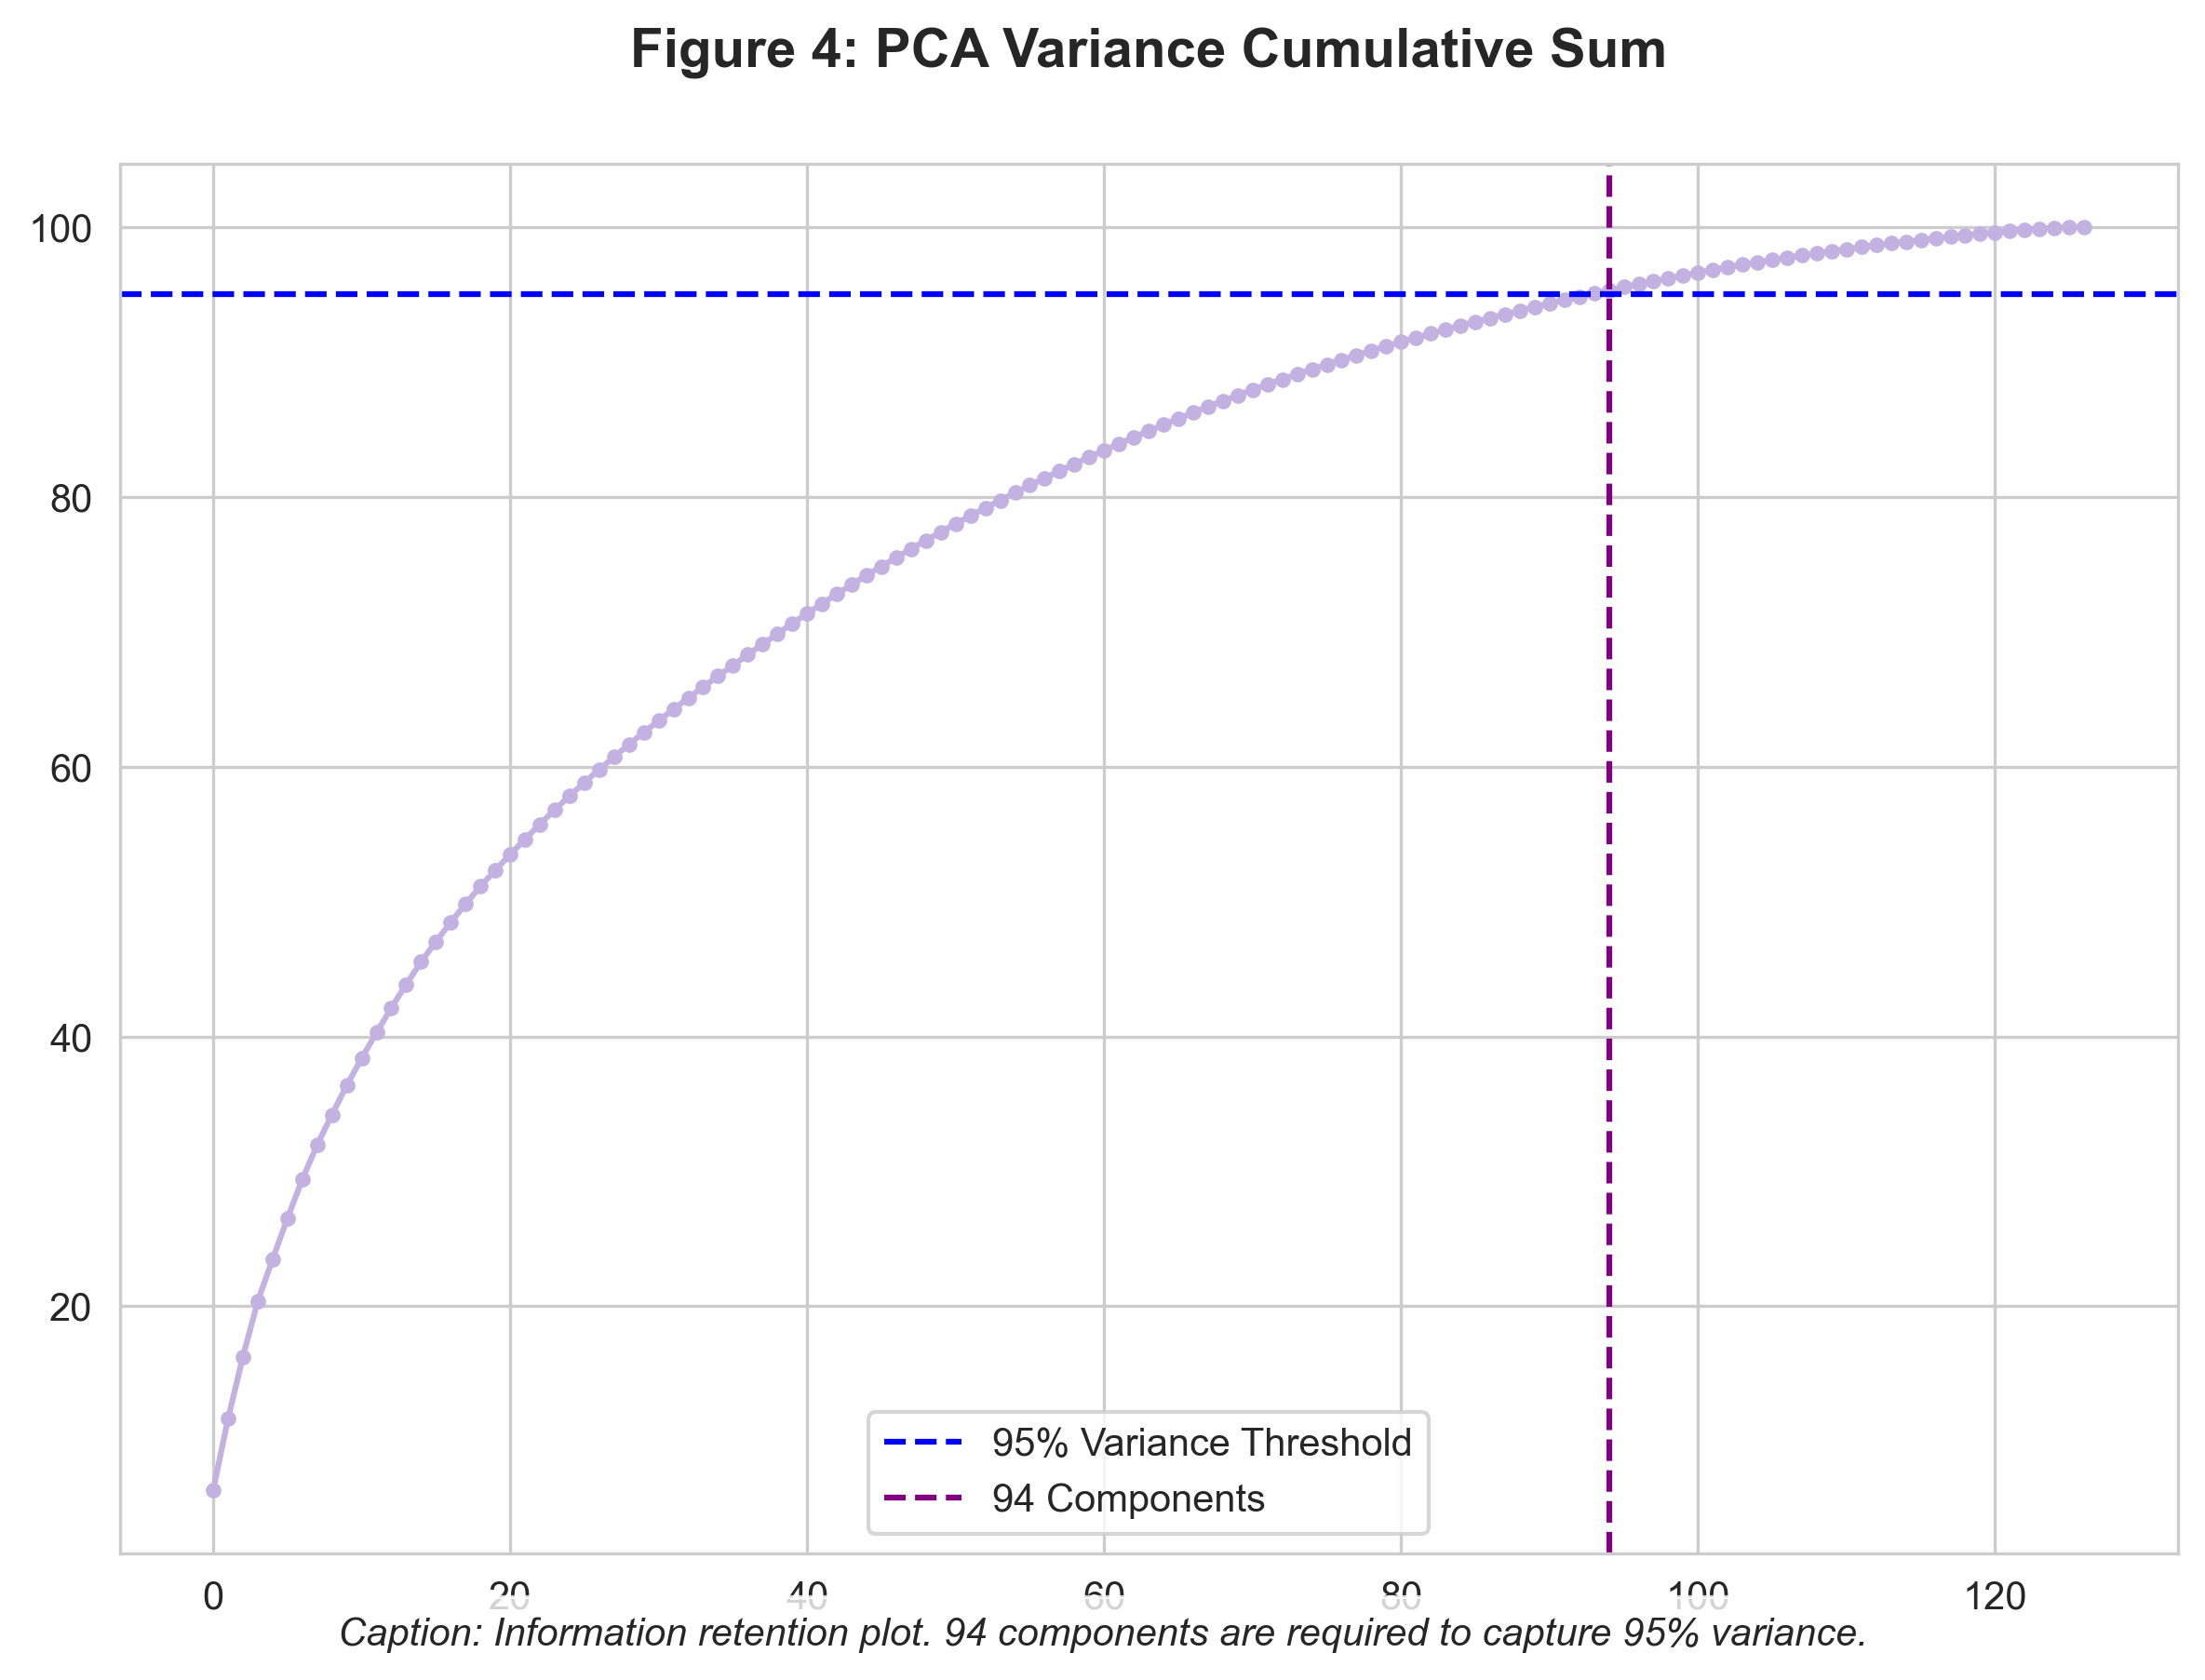 Figure 4: PCA Variance Cumulative Sum
100
80
60
40
20
95% Variance Threshold
94 Components
0 20 40 60 80 100 120
Caption: Information retention plot. 94 components are required to capture 95% variance.